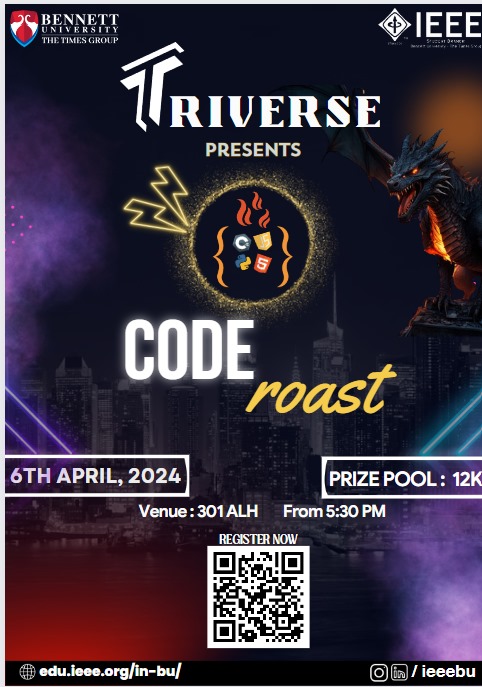 BENNETT
UNIVERSITY
THE TIMES GROUP
IEEE
TRIVERSE
PRESENTS
CODE
roast
6TH APRIL, 2024
PRIZE POOL : 12K
Venue : 301 ALH From 5:30 PM
REGISTER NOW
edu.ieee.org/in-bu/
/ ieeebu